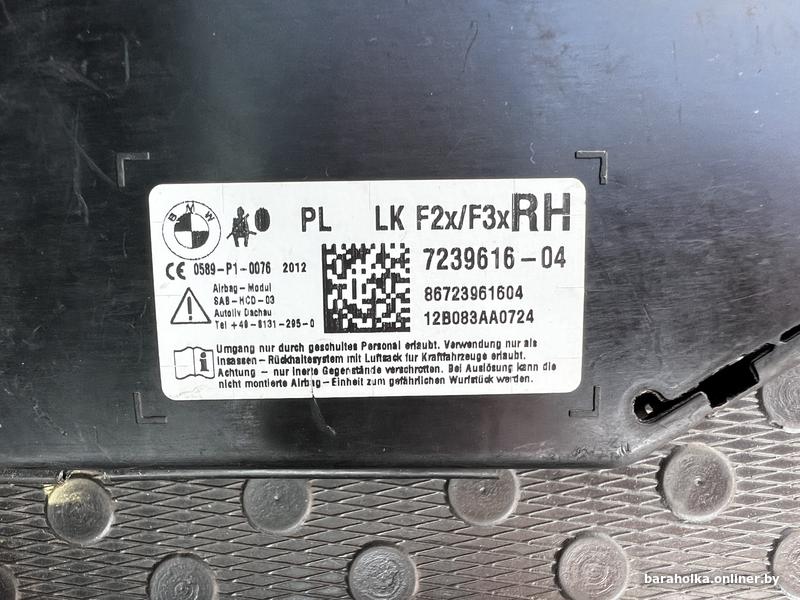 BMW
PL LK F2x/F3x RH
7239616-04
CE 0589-P1-0076 2012
86723961604
12B083AA0724
Airbag-Modul
SAB-HCD-03
Autoliv Dachau
Tel +49-8131-295-0
Umgang nur durch geschultes Personal erlaubt. Verwendung nur als
Insassen-Rückhaltesystem mit Luftsack für Kraftfahrzeuge erlaubt.
Achtung - nur inerte Gegenstände verschrotten. Bei Auslösung kann die
nicht montierte Airbag-Einheit zum gefährlichen Wurfstück werden.
baraholka.onliner.by